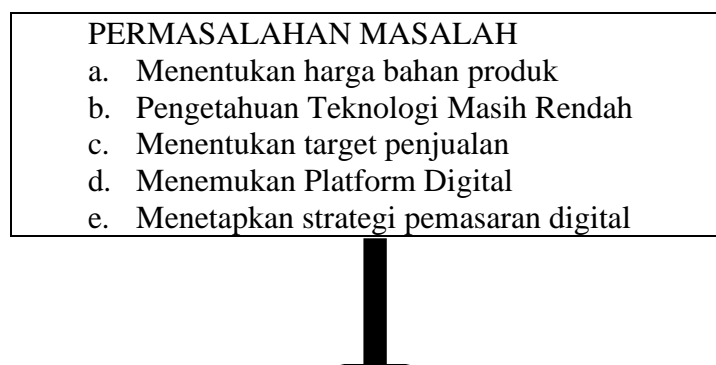 PERMASALAHAN MASALAH
a. Menentukan harga bahan produk
b. Pengetahuan Teknologi Masih Rendah
c. Menentukan target penjualan
d. Menemukan Platform Digital
e. Menetapkan strategi pemasaran digital